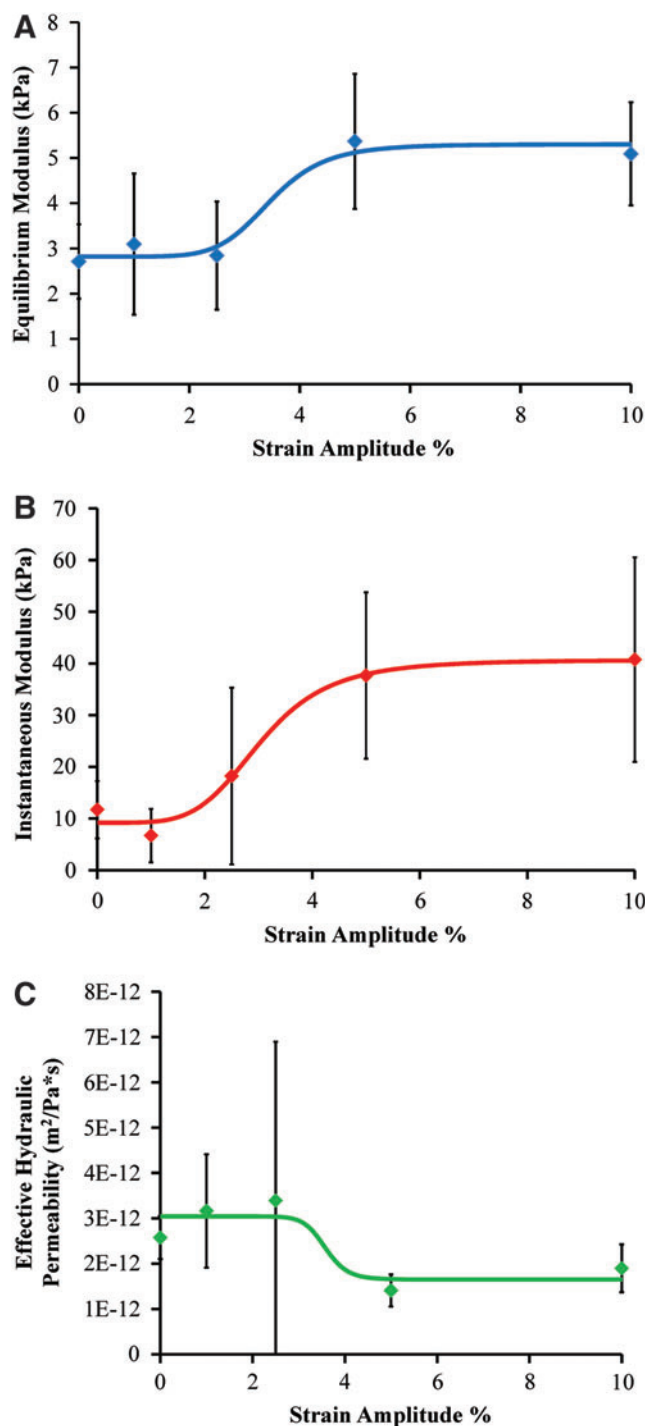 A
8
7
6
5
4
3
2
1
0
Equilibrium Modulus (kPa)
0 2 4 6 8 10
Strain Amplitude %
B
70
60
50
40
30
20
10
0
Instantaneous Modulus (kPa)
0 2 4 6 8 10
Strain Amplitude %
C
8E-12
7E-12
6E-12
5E-12
4E-12
3E-12
2E-12
1E-12
0
Effective Hydraulic
Permeability (m²/Pa*s)
0 2 4 6 8 10
Strain Amplitude %